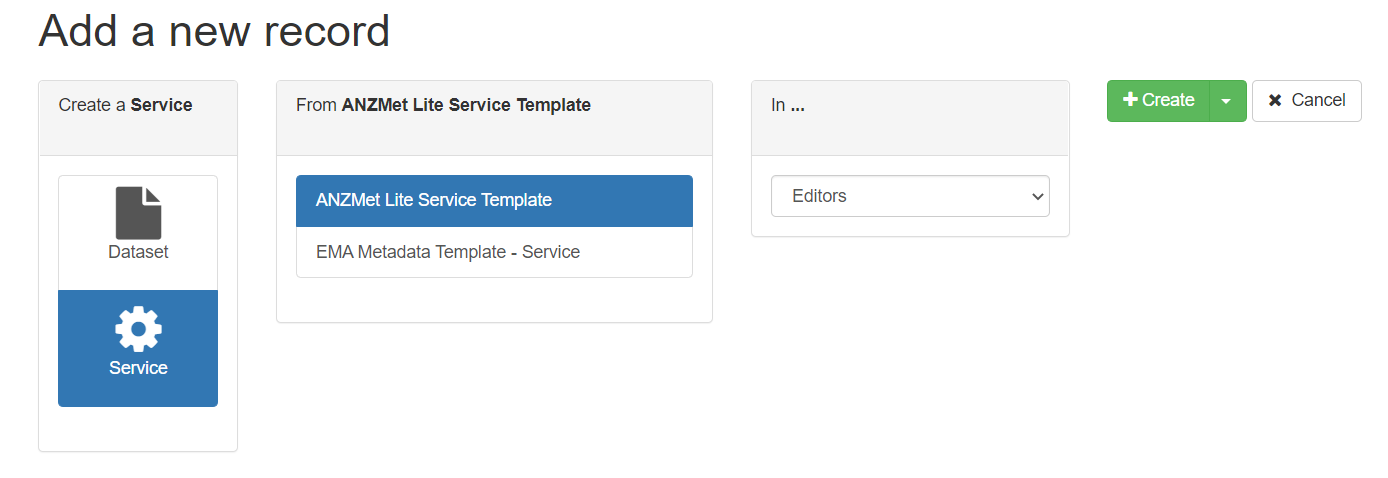 Add a new record
Create a Service
Dataset
Service
From ANZMet Lite Service Template
ANZMet Lite Service Template
EMA Metadata Template - Service
In ...
Editors
Create
Cancel